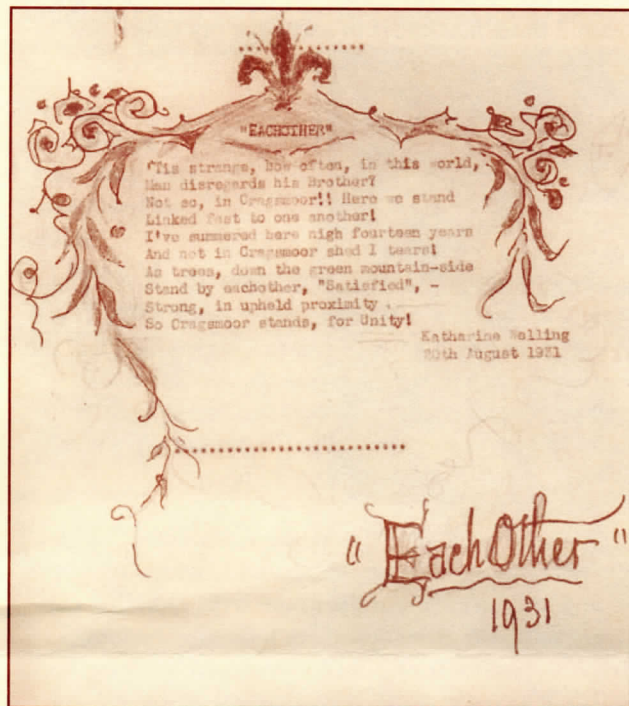 "EACHOTHER"
'Tis strange, how often, in this world,
Man disregards his Brother?
Not so, in Cragsmoor!! Here we stand
Linked fast to one another!
I've summered here nigh fourteen years
And not in Cragsmoor shed I tears!
As trees, down the green mountain-side
Stand by eachother, "Satisfied", -
Strong, in upheld proximity.
So Cragsmoor stands, for Unity!
Katharine
20th August 1931
"Each Other"
1931